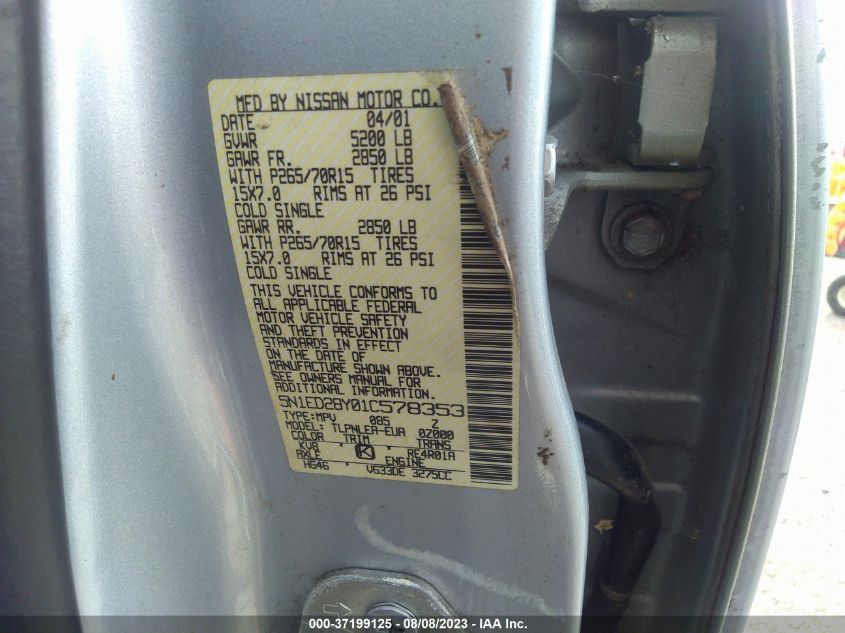 MFD BY NISSAN MOTOR CO.,
DATE 04/01
GVWR 5200 LB
GAWR FR. 2850 LB
WITH P265/70R15 TIRES
15X7.0 RIMS AT 26 PSI
COLD SINGLE
GAWR RR. 2850 LB
WITH P265/70R15 TIRES
15X7.0 RIMS AT 26 PSI
COLD SINGLE
THIS VEHICLE CONFORMS TO
ALL APPLICABLE FEDERAL
MOTOR VEHICLE SAFETY
AND THEFT PREVENTION
STANDARDS IN EFFECT
ON THE DATE OF
MANUFACTURE SHOWN ABOVE.
SEE OWNERS MANUAL FOR
ADDITIONAL INFORMATION
5N1ED28Y01C578353
TYPE:MPV 085 Z
MODEL: TLPNLEA-EUA 0Z000
COLOR TRIM TRANS
KV8 K RE4R01A
AXLE ENGINE
HG46 VG33DE 3275CC
000-37199125 - 08/08/2023 - IAA Inc.